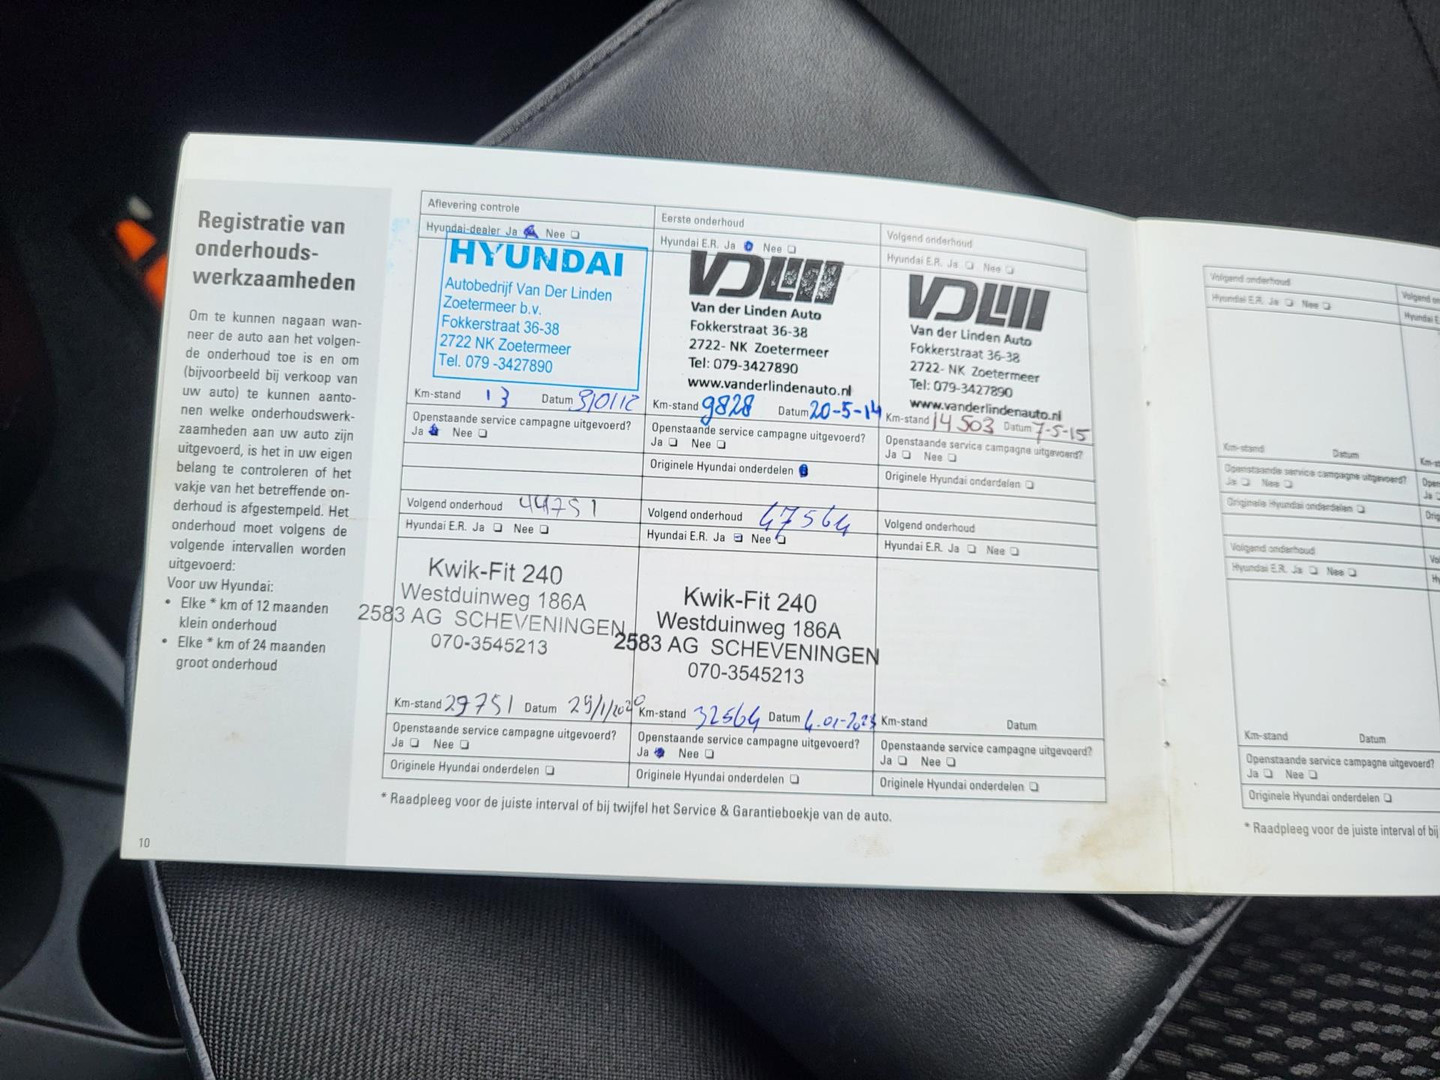 Registratie van
onderhouds-
werkzaamheden
Om te kunnen nagaan wan-
neer de auto aan het volgen-
de onderhoud toe is en om
(bijvoorbeeld bij verkoop van
uw auto) te kunnen aanto-
nen welke onderhoudswerk-
zaamheden aan uw auto zijn
uitgevoerd, is het in uw eigen
belang te controleren of het
vakje van het betreffende on-
derhoud is afgestempeld. Het
onderhoud moet volgens de
volgende intervallen worden
uitgevoerd:
Voor uw Hyundai:
• Elke * km of 12 maanden
klein onderhoud
• Elke * km of 24 maanden
groot onderhoud
10
Aflevering controle
Hyundai-dealer Ja Nee
HYUNDAI
Autobedrijf Van Der Linden
Zoetermeer b.v.
Fokkerstraat 36-38
2722 NK Zoetermeer
Tel. 079 -3427890
Km-stand 13 Datum
Openstaande service campagne uitgevoerd?
Ja Nee
Eerste onderhoud
Hyundai E.R. Ja Nee
VDL
Van der Linden Auto
Fokkerstraat 36-38
2722- NK Zoetermeer
Tel: 079-3427890
www.vanderlindenauto.nl
Km-stand 9828 Datum 20-5-14
Openstaande service campagne uitgevoerd?
Ja Nee
Originele Hyundai onderdelen
Volgend onderhoud
Hyundai E.R. Ja Nee
VDL
Van der Linden Auto
Fokkerstraat 36-38
2722- NK Zoetermeer
Tel: 079-3427890
www.vanderlindenauto.nl
Km-stand 14503 Datum 7-5-15
Openstaande service campagne uitgevoerd?
Ja Nee
Originele Hyundai onderdelen
Volgend onderhoud 44751
Hyundai E.R. Ja Nee
Kwik-Fit 240
Westduinweg 186A
2583 AG SCHEVENINGEN
070-3545213
Km-stand 29751 Datum 29/1/2020
Openstaande service campagne uitgevoerd?
Ja Nee
Originele Hyundai onderdelen
Volgend onderhoud 47564
Hyundai E.R. Ja Nee
Kwik-Fit 240
Westduinweg 186A
2583 AG SCHEVENINGEN
070-3545213
Km-stand 32564 Datum
Openstaande service campagne uitgevoerd?
Ja Nee
Originele Hyundai onderdelen
Volgend onderhoud
Hyundai E.R. Ja Nee
Km-stand Datum
Openstaande service campagne uitgevoerd?
Ja Nee
Originele Hyundai onderdelen
* Raadpleeg voor de juiste interval of bij twijfel het Service & Garantieboekje van de auto.
Volgend onderhoud
Hyundai E.R. Ja Nee
Km-stand Datum
Openstaande service campagne uitgevoerd?
Ja Nee
Originele Hyundai onderdelen
Volgend onderhoud
Hyundai E.R. Ja Nee
Km-stand Datum
Openstaande service campagne uitgevoerd?
Ja Nee
Originele Hyundai onderdelen
* Raadpleeg voor de juiste interval of bij